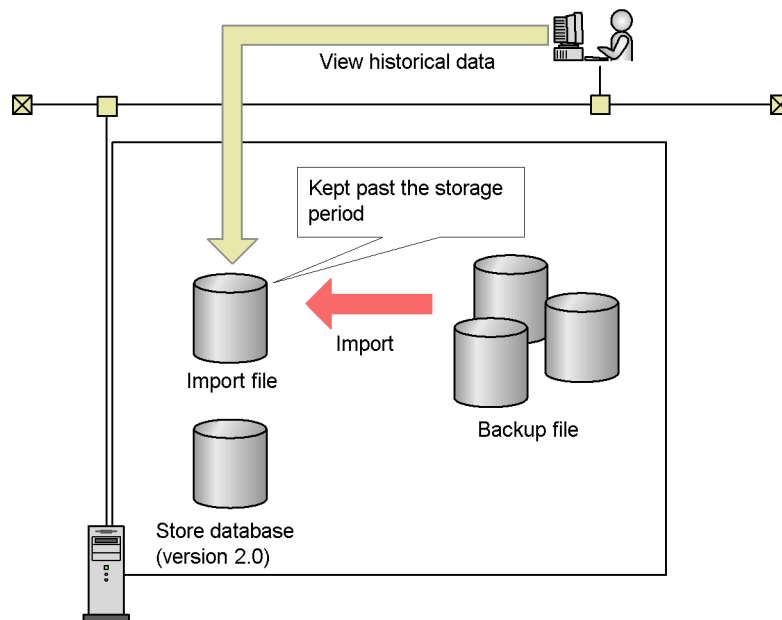 View historical data
Kept past the storage
period
Import
Import file
Backup file
Store database
(version 2.0)